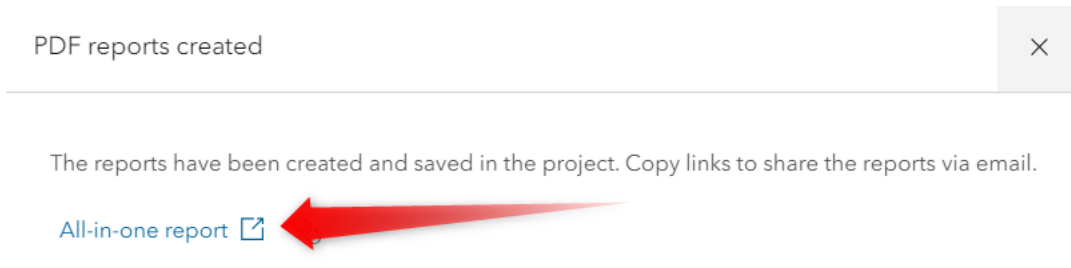 PDF reports created
The reports have been created and saved in the project. Copy links to share the reports via email.
All-in-one report